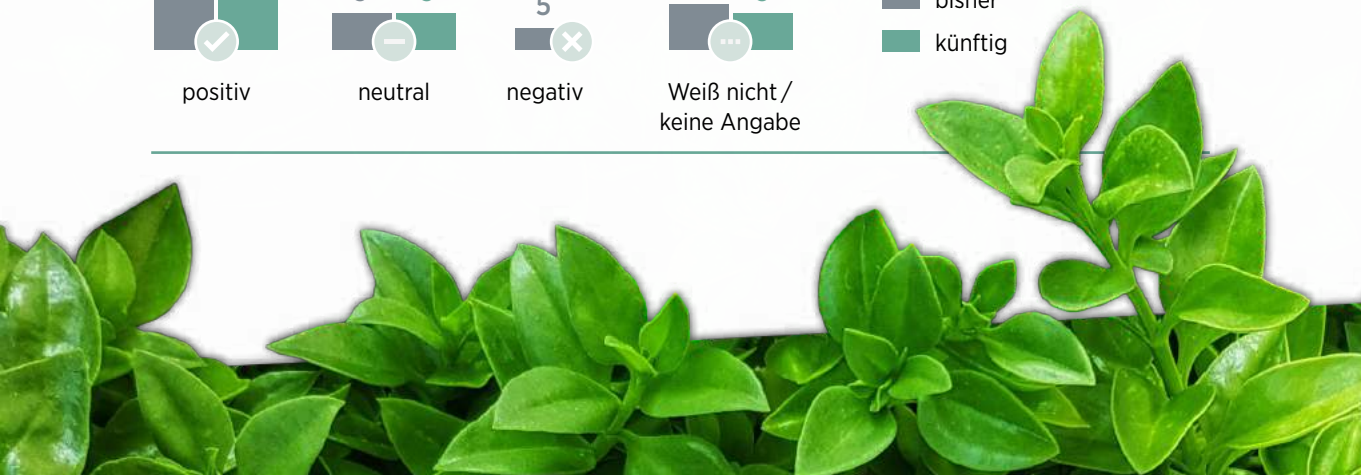 5
bisher
künftig
positiv
neutral
negativ
Weiß nicht /
keine Angabe